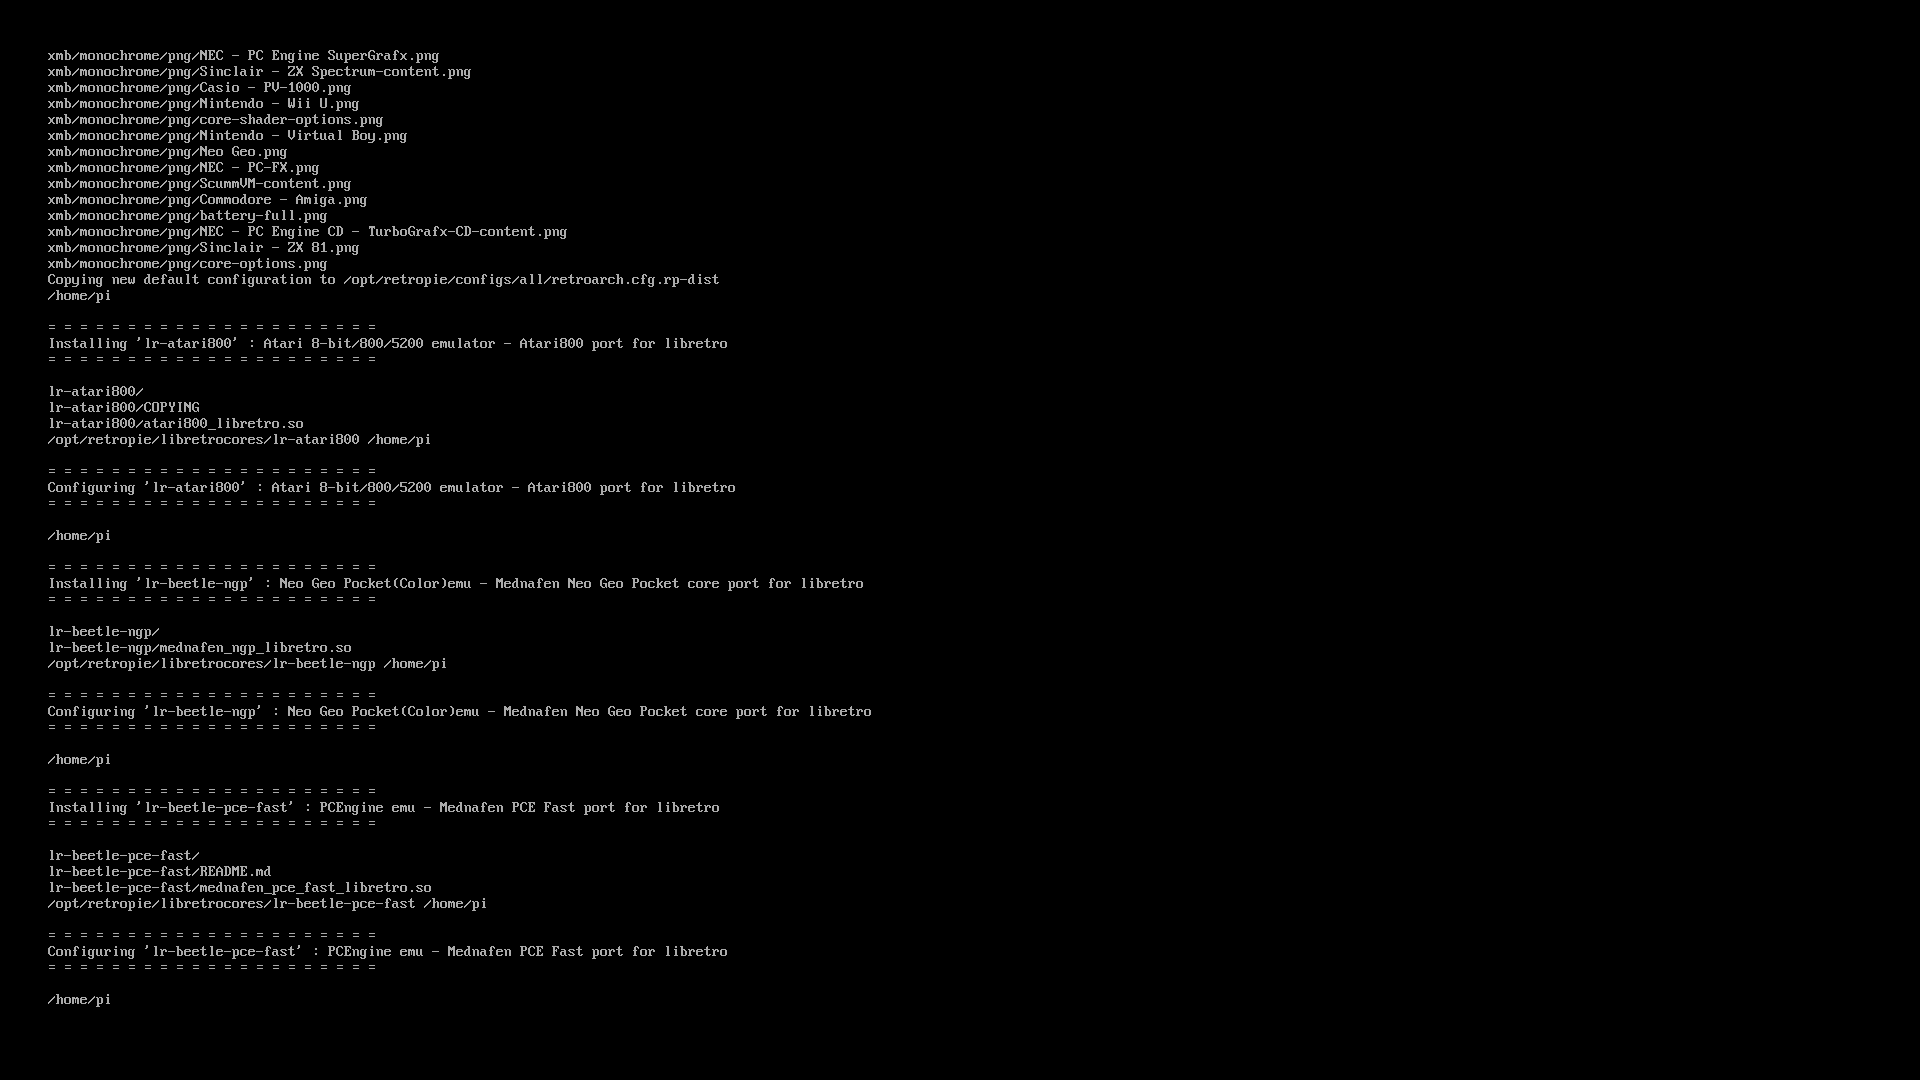 xmb/monochrome/png/NEC - PC Engine SuperGrafx.png
xmb/monochrome/png/Sinclair - ZX Spectrum-content.png
xmb/monochrome/png/Casio - PV-1000.png
xmb/monochrome/png/Nintendo - Wii U.png
xmb/monochrome/png/core-shader-options.png
xmb/monochrome/png/Nintendo - Virtual Boy.png
xmb/monochrome/png/Neo Geo.png
xmb/monochrome/png/NEC - PC-FX.png
xmb/monochrome/png/ScummVM-content.png
xmb/monochrome/png/Commodore - Amiga.png
xmb/monochrome/png/battery-full.png
xmb/monochrome/png/NEC - PC Engine CD - TurboGrafx-CD-content.png
xmb/monochrome/png/Sinclair - ZX 81.png
xmb/monochrome/png/core-options.png
Copying new default configuration to /opt/retropie/configs/all/retroarch.cfg.rp-dist
/home/pi
= = = = = = = = = = = = = = = = = = = = =
Installing 'lr-atari800' : Atari 8-bit/800/5200 emulator - Atari800 port for libretro
= = = = = = = = = = = = = = = = = = = = =
lr-atari800/
lr-atari800/COPYING
lr-atari800/atari800_libretro.so
/opt/retropie/libretrocores/lr-atari800 /home/pi
= = = = = = = = = = = = = = = = = = = = =
Configuring 'lr-atari800' : Atari 8-bit/800/5200 emulator - Atari800 port for libretro
= = = = = = = = = = = = = = = = = = = = =
/home/pi
= = = = = = = = = = = = = = = = = = = = =
Installing 'lr-beetle-ngp' : Neo Geo Pocket(Color)emu - Mednafen Neo Geo Pocket core port for libretro
= = = = = = = = = = = = = = = = = = = = =
lr-beetle-ngp/
lr-beetle-ngp/mednafen_ngp_libretro.so
/opt/retropie/libretrocores/lr-beetle-ngp /home/pi
= = = = = = = = = = = = = = = = = = = = =
Configuring 'lr-beetle-ngp' : Neo Geo Pocket(Color)emu - Mednafen Neo Geo Pocket core port for libretro
= = = = = = = = = = = = = = = = = = = = =
/home/pi
= = = = = = = = = = = = = = = = = = = = =
Installing 'lr-beetle-pce-fast' : PCEngine emu - Mednafen PCE Fast port for libretro
= = = = = = = = = = = = = = = = = = = = =
lr-beetle-pce-fast/
lr-beetle-pce-fast/README.md
lr-beetle-pce-fast/mednafen_pce_fast_libretro.so
/opt/retropie/libretrocores/lr-beetle-pce-fast /home/pi
= = = = = = = = = = = = = = = = = = = = =
Configuring 'lr-beetle-pce-fast' : PCEngine emu - Mednafen PCE Fast port for libretro
= = = = = = = = = = = = = = = = = = = = =
/home/pi